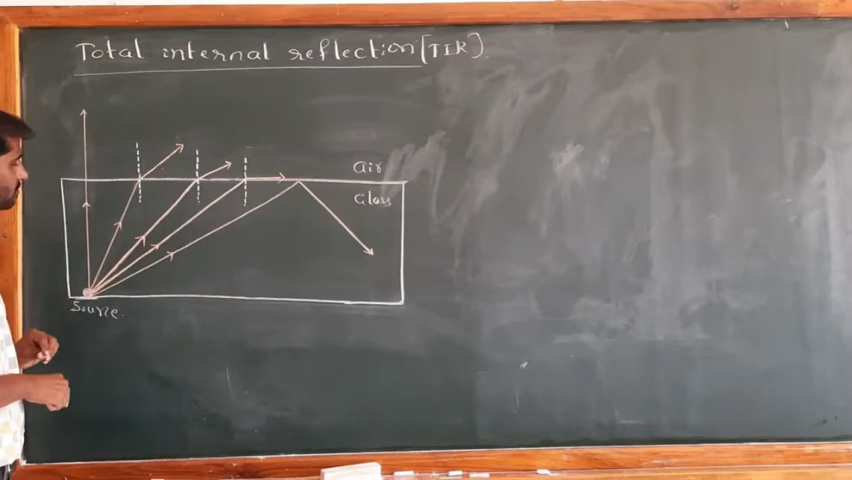 Total internal reflection [TIR].
air
Glass
Source.